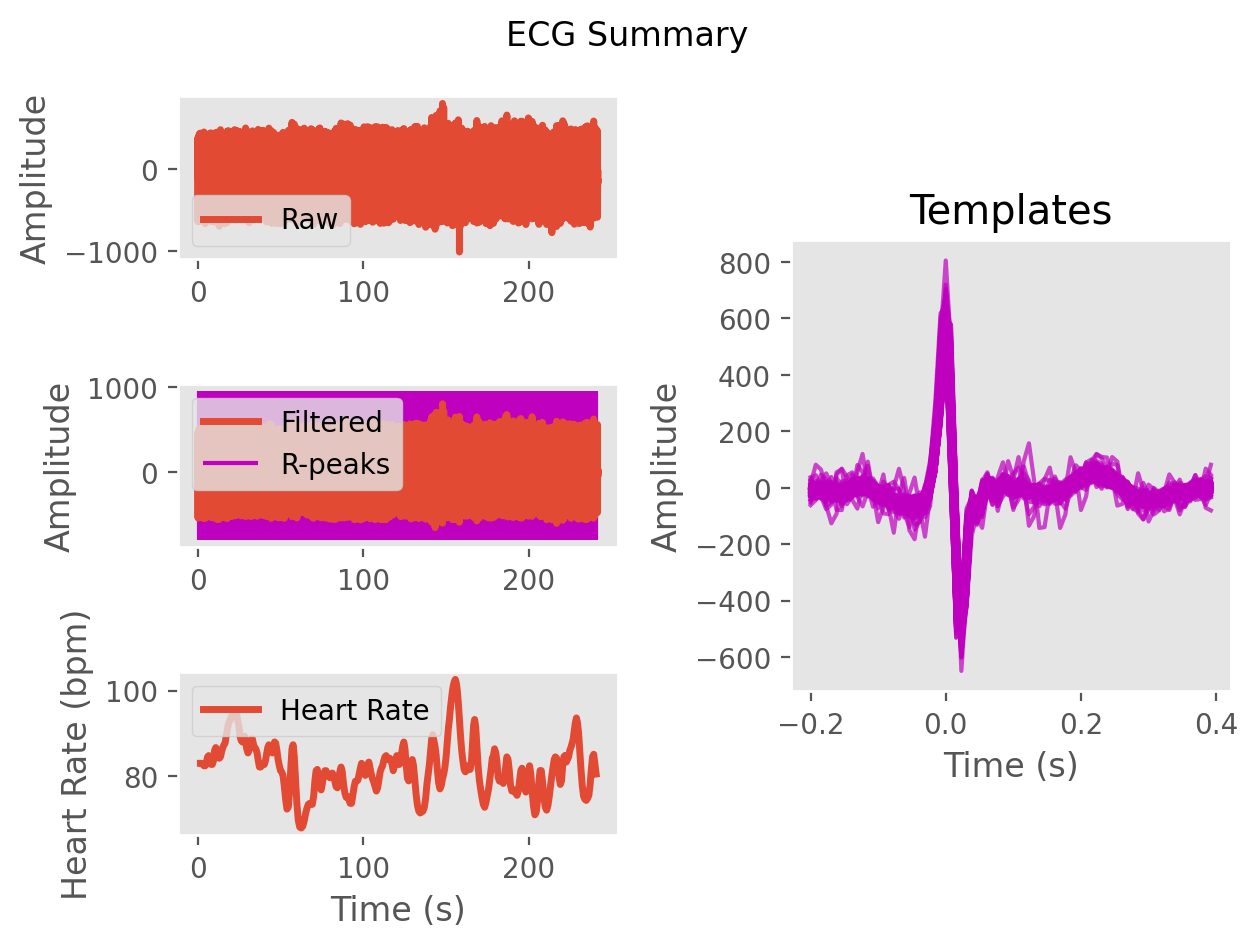 ECG Summary
Amplitude
0
−1000
Raw
0
100
200
Amplitude
1000
0
Filtered
R-peaks
0
100
200
Heart Rate (bpm)
100
80
Heart Rate
0
100
200
Time (s)
Templates
Amplitude
800
600
400
200
0
−200
−400
−600
−0.2
0.0
0.2
0.4
Time (s)